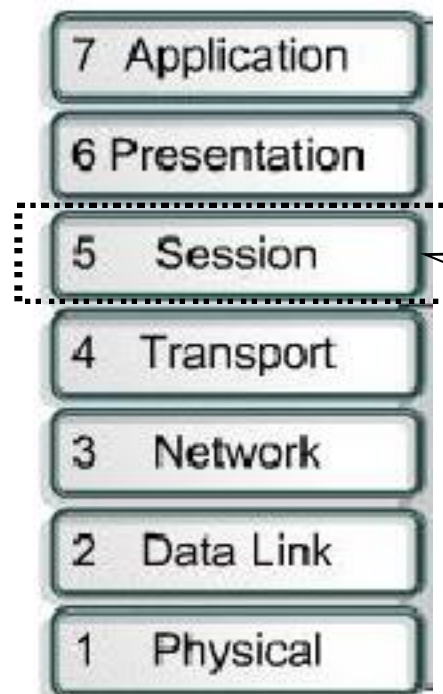 7 Application
6 Presentation
5 Session
4 Transport
3 Network
2 Data Link
1 Physical